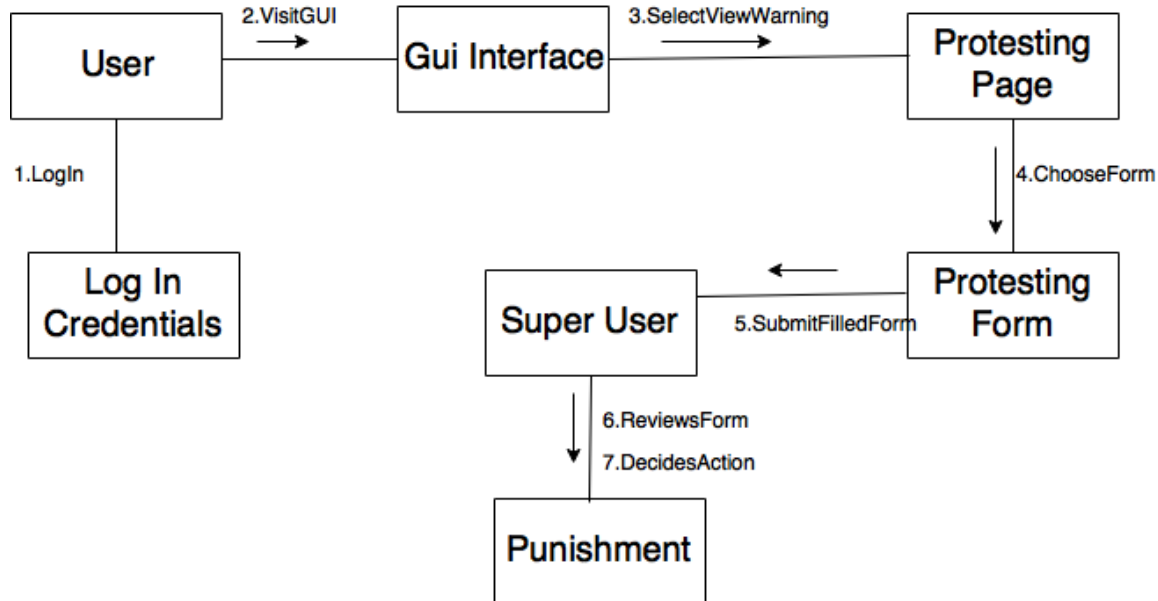 2.VisitGUI
3.SelectViewWarning
User
Gui Interface
Protesting
Page
1.LogIn
4.ChooseForm
Log In
Credentials
Super User
Protesting
Form
5.SubmitFilledForm
6.ReviewsForm
7.DecidesAction
Punishment